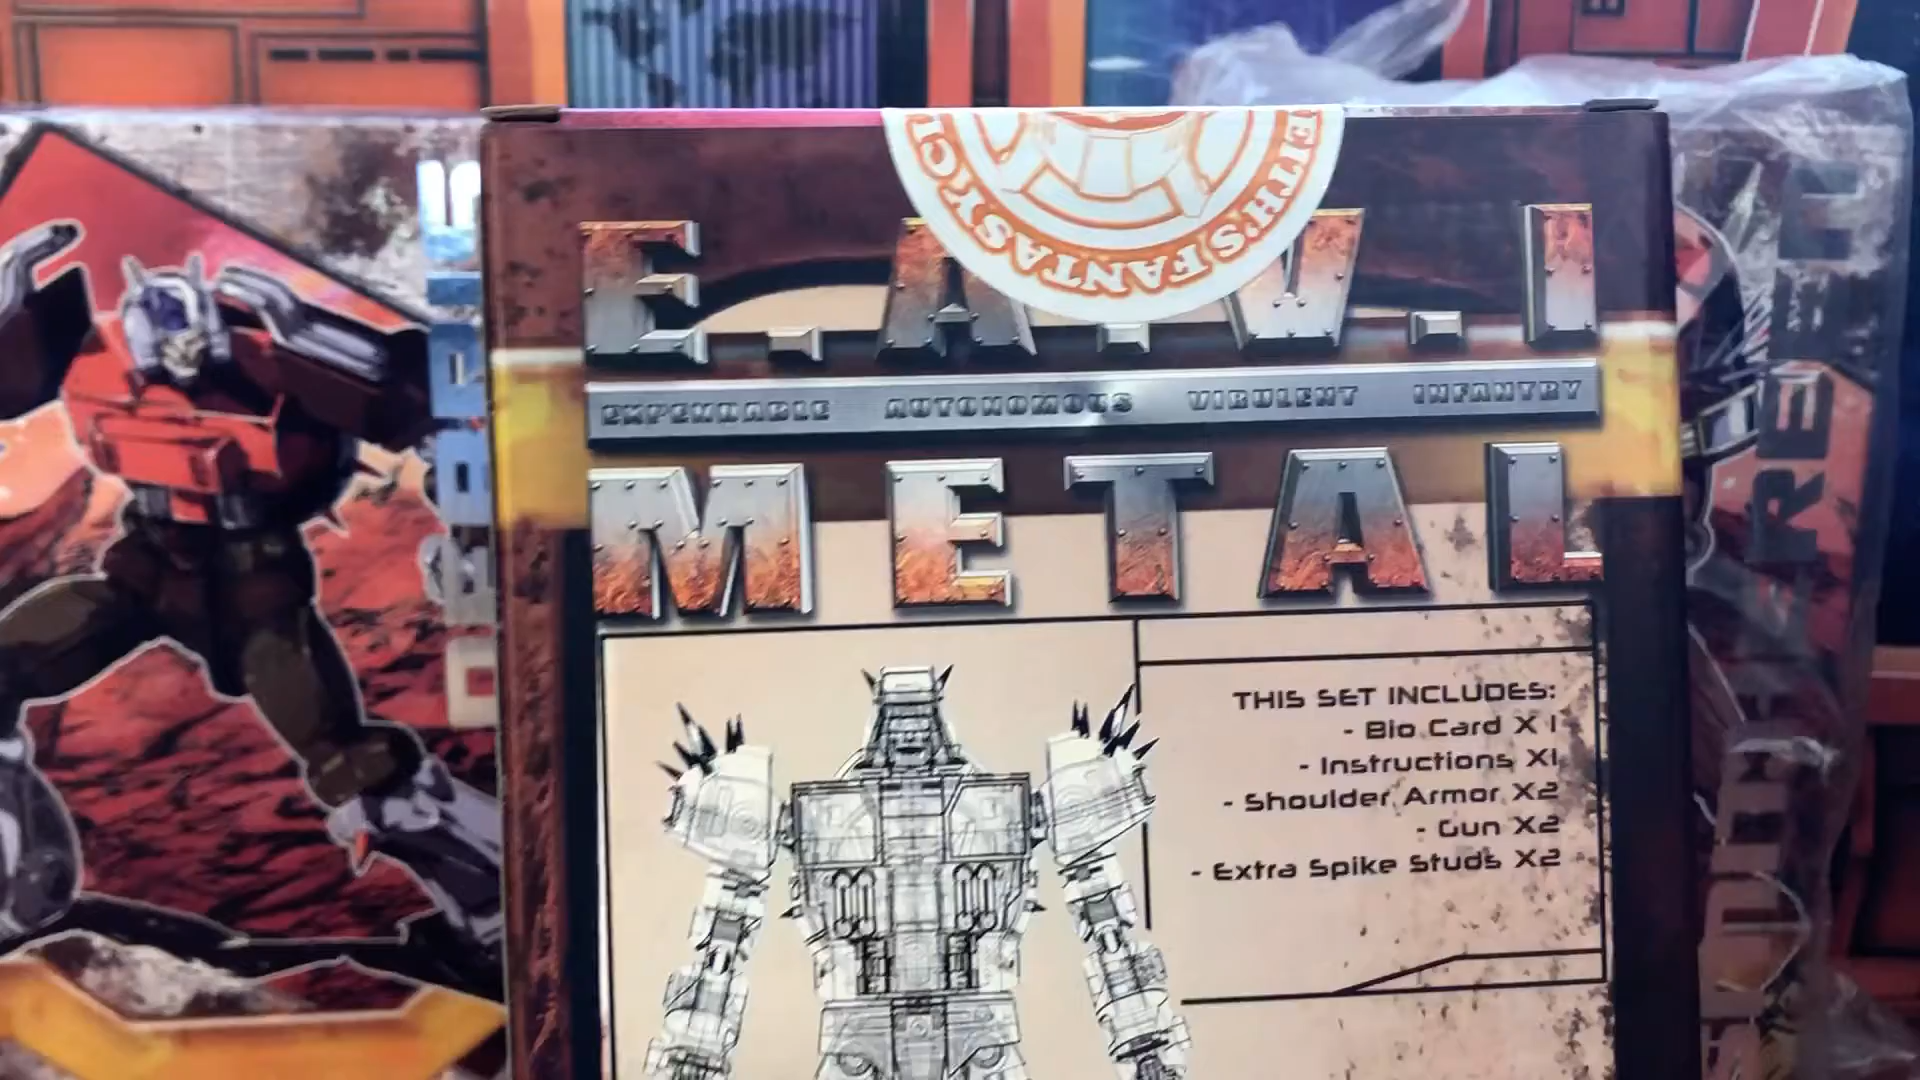 E.A.V.I
EXPENDABLE AUTONOMOUS VIRULENT INFANTRY
METAL
THIS SET INCLUDES:
- Bio Card X 1
- Instructions X1
- Shoulder Armor X2
- Gun X2
- Extra Spike Studs X2
FANTASY